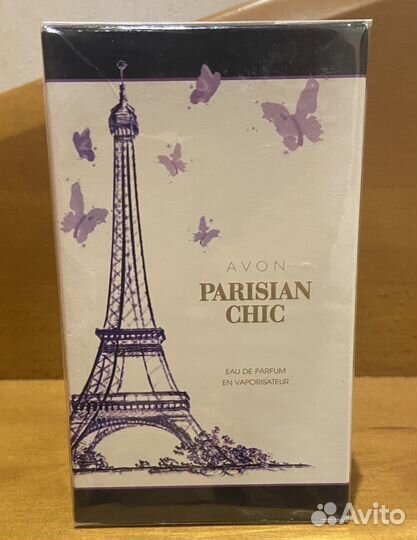 AVON
PARISIAN
CHIC
EAU DE PARFUM
EN VAPORISATEUR
Avito